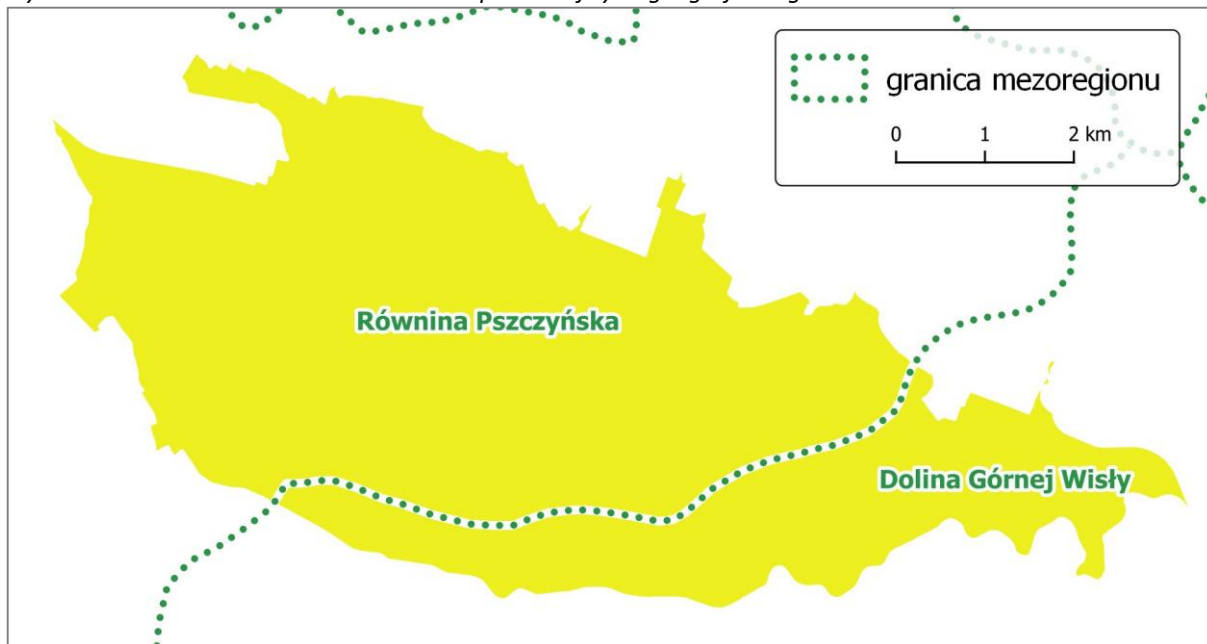 granica mezoregionu
0 1 2 km
Równina Pszczyńska
Dolina Górnej Wisły